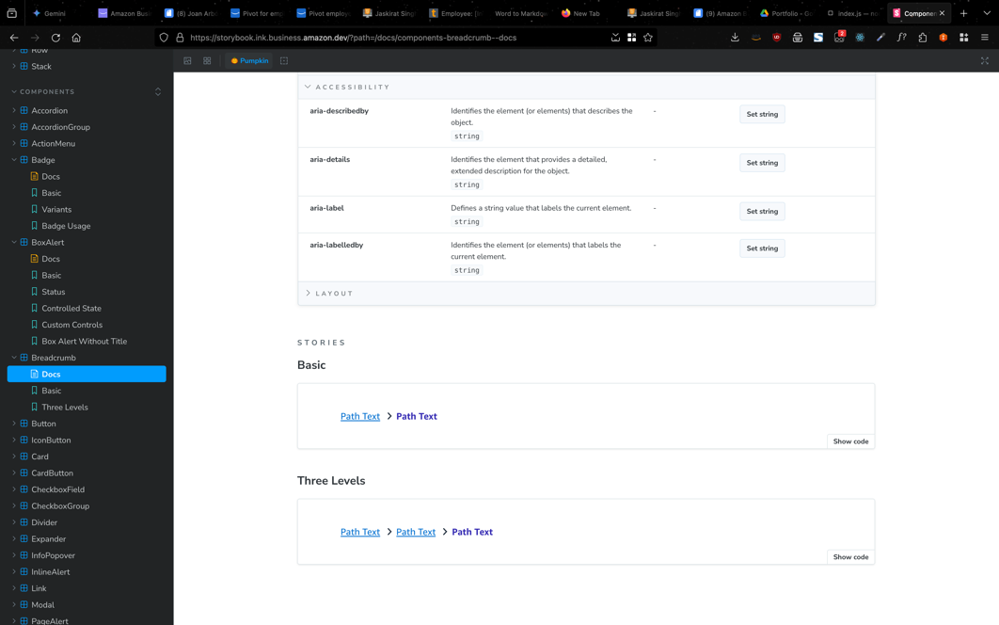 Gemini
Amazon Busi
(8) Joan Arb
Pivot for emp
Pivot employe
Jaskirat Sing
Employee: [I
Word to Markdo
New Tab
Jaskirat Sing
(9) Amazon B
Portfolio - Go
index.js — nu
Componen
https://storybook.ink.business.amazon.dev/?path=/docs/components-breadcrumb--docs
2
Row
Stack
COMPONENTS
Accordion
AccordionGroup
ActionMenu
Badge
Docs
Basic
Variants
Badge Usage
BoxAlert
Docs
Basic
Status
Controlled State
Custom Controls
Box Alert Without Title
Breadcrumb
Docs
Basic
Three Levels
Button
IconButton
Card
CardButton
CheckboxField
CheckboxGroup
Divider
Expander
InfoPopover
InlineAlert
Link
Modal
PageAlert
Pumpkin
ACCESSIBILITY
aria-describedby
Identifies the element (or elements) that describes the
object.
string
-
Set string
aria-details
Identifies the element that provides a detailed,
extended description for the object.
string
-
Set string
aria-label
Defines a string value that labels the current element.
string
-
Set string
aria-labelledby
Identifies the element (or elements) that labels the
current element.
string
-
Set string
LAYOUT
STORIES
Basic
Path Text > Path Text
Show code
Three Levels
Path Text > Path Text > Path Text
Show code